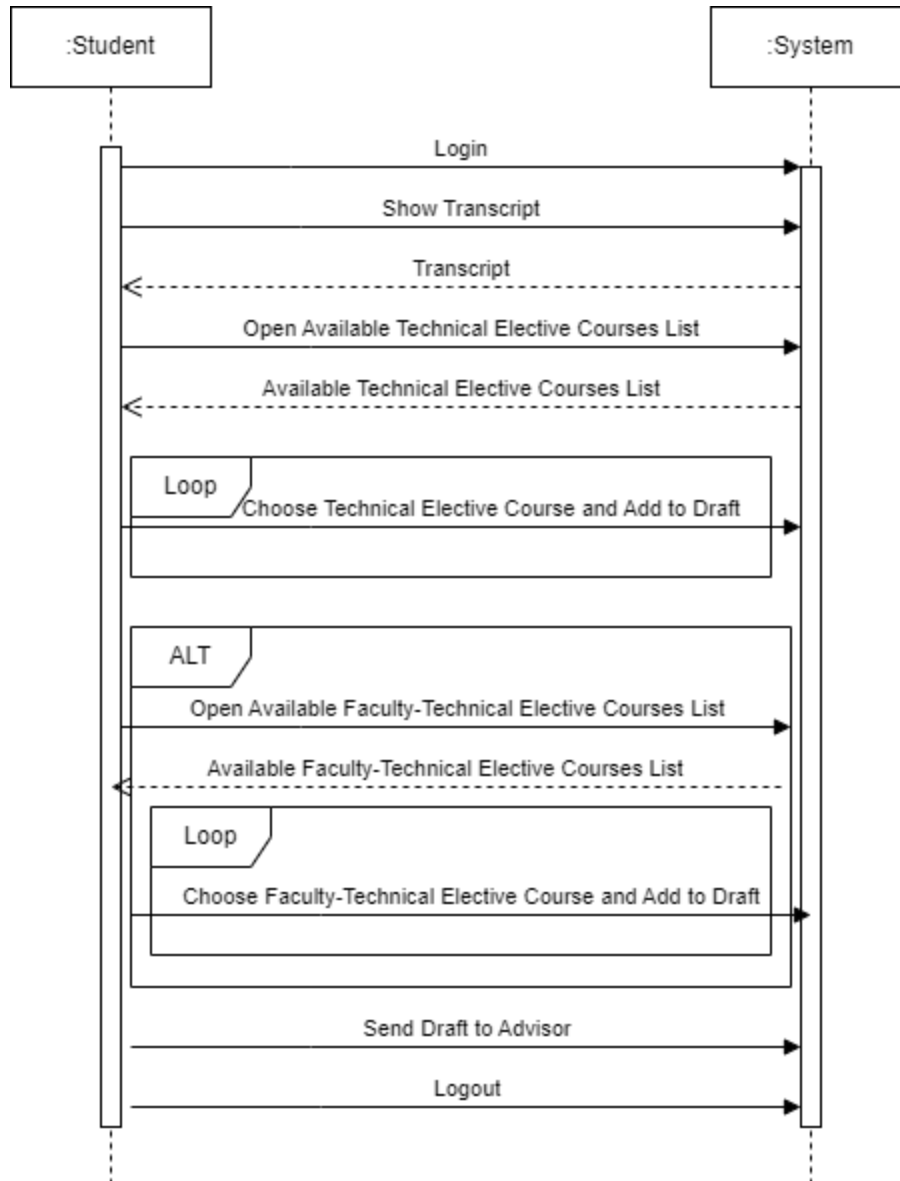 :Student
:System
Login
Show Transcript
Transcript
Open Available Technical Elective Courses List
Available Technical Elective Courses List
Loop
Choose Technical Elective Course and Add to Draft
ALT
Open Available Faculty-Technical Elective Courses List
Available Faculty-Technical Elective Courses List
Loop
Choose Faculty-Technical Elective Course and Add to Draft
Send Draft to Advisor
Logout